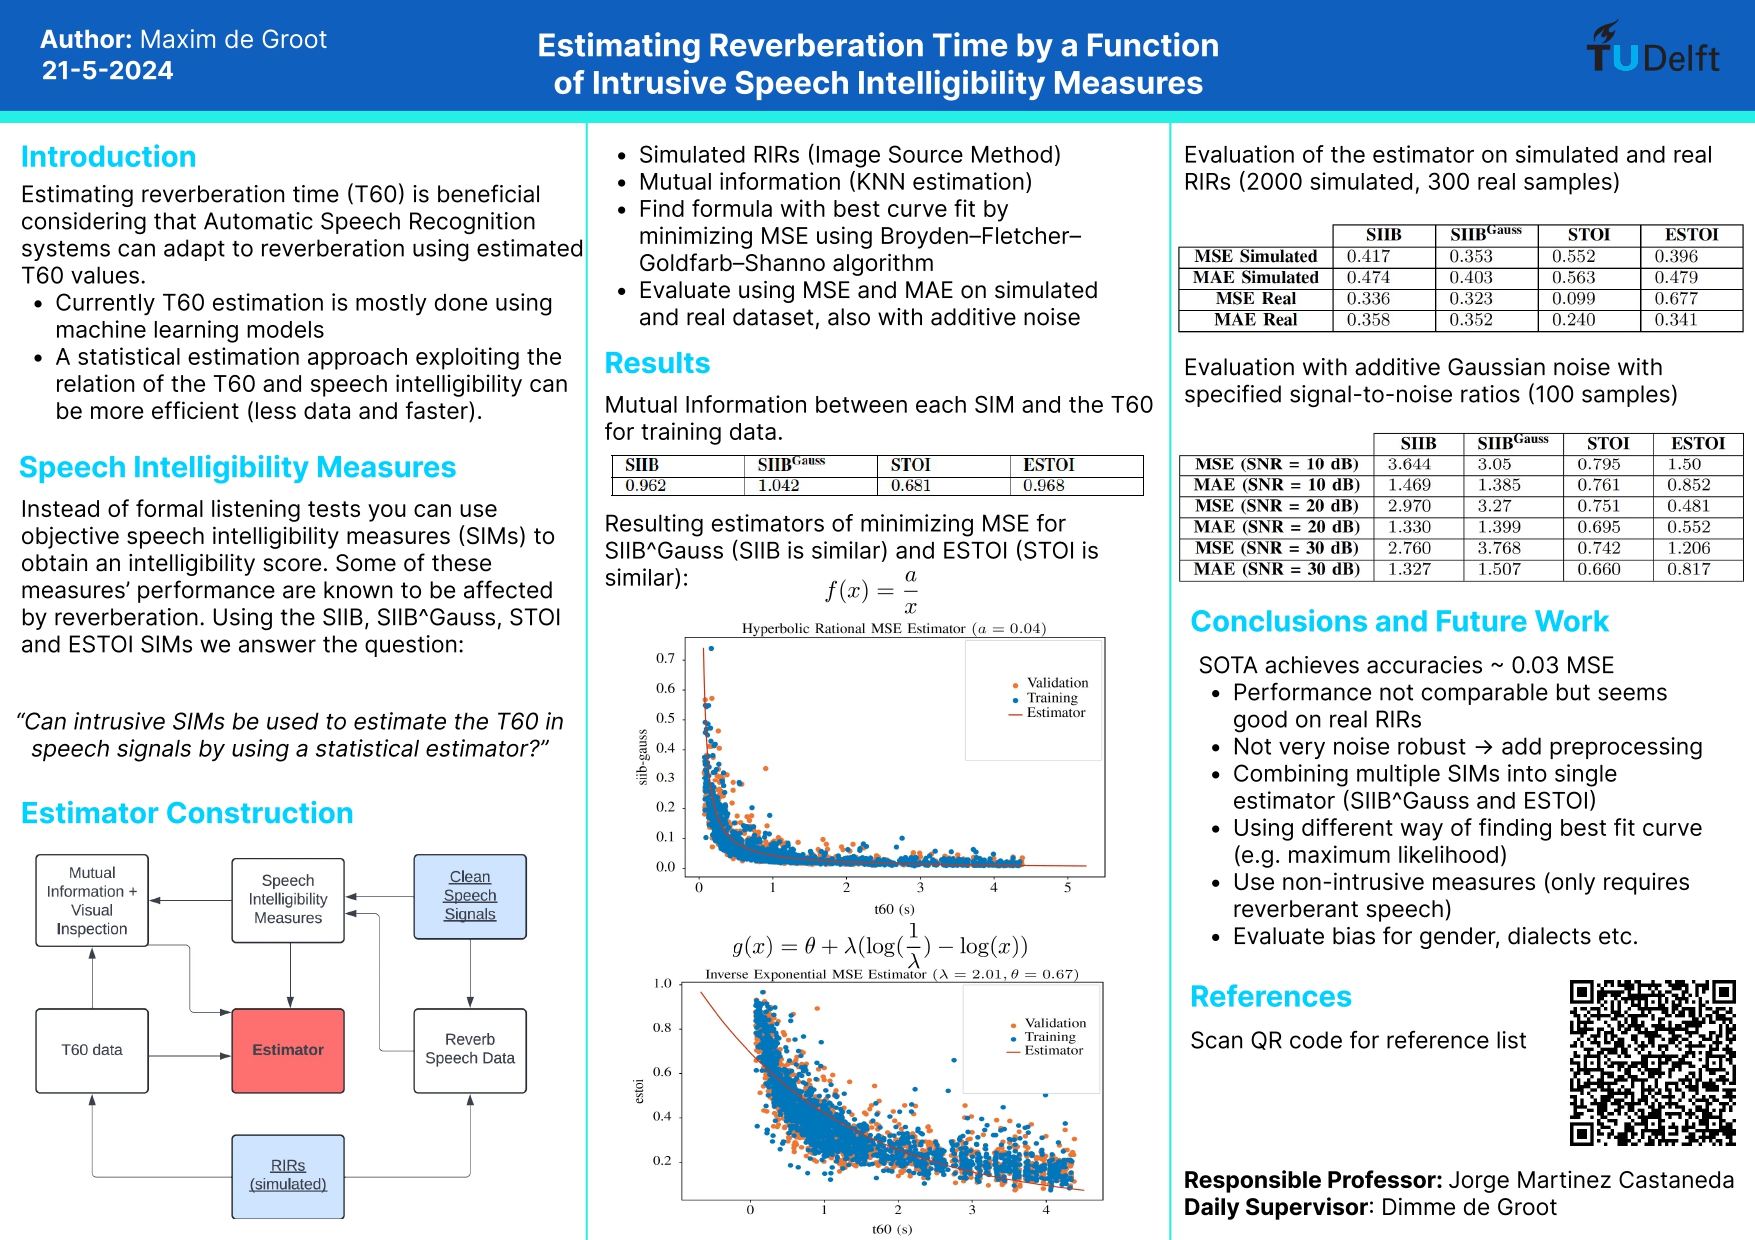 Author: Maxim de Groot
21-5-2024
Estimating Reverberation Time by a Function
of Intrusive Speech Intelligibility Measures
TUDelft
Introduction
Estimating reverberation time (T60) is beneficial
considering that Automatic Speech Recognition
systems can adapt to reverberation using estimated
T60 values.
• Currently T60 estimation is mostly done using
machine learning models
• A statistical estimation approach exploiting the
relation of the T60 and speech intelligibility can
be more efficient (less data and faster).
Speech Intelligibility Measures
Instead of formal listening tests you can use
objective speech intelligibility measures (SIMs) to
obtain an intelligibility score. Some of these
measures’ performance are known to be affected
by reverberation. Using the SIIB, SIIB^Gauss, STOI
and ESTOI SIMs we answer the question:
“Can intrusive SIMs be used to estimate the T60 in
speech signals by using a statistical estimator?”
Estimator Construction
Mutual
Information +
Visual
Inspection
Speech
Intelligibility
Measures
Clean
Speech
Signals
T60 data
Estimator
Reverb
Speech Data
RIRs
(simulated)
• Simulated RIRs (Image Source Method)
• Mutual information (KNN estimation)
• Find formula with best curve fit by
minimizing MSE using Broyden–Fletcher–
Goldfarb–Shanno algorithm
• Evaluate using MSE and MAE on simulated
and real dataset, also with additive noise
Results
Mutual Information between each SIM and the T60
for training data.
SIIB SIIB^Gauss STOI ESTOI
0.962 1.042 0.681 0.968
Resulting estimators of minimizing MSE for
SIIB^Gauss (SIIB is similar) and ESTOI (STOI is
similar):
f(x) = a/x
Hyperbolic Rational MSE Estimator (a = 0.04)
Validation
Training
Estimator
siib-gauss
0.7
0.6
0.5
0.4
0.3
0.2
0.1
0.0
0 1 2 3 4 5
t60 (s)
g(x) = θ + λ(log(1/λ) − log(x))
Inverse Exponential MSE Estimator (λ = 2.01, θ = 0.67)
Validation
Training
Estimator
estoi
1.0
0.8
0.6
0.4
0.2
0 1 2 3 4
t60 (s)
Evaluation of the estimator on simulated and real
RIRs (2000 simulated, 300 real samples)
SIIB SIIB^Gauss STOI ESTOI
MSE Simulated 0.417 0.353 0.552 0.396
MAE Simulated 0.474 0.403 0.563 0.479
MSE Real 0.336 0.323 0.099 0.677
MAE Real 0.358 0.352 0.240 0.341
Evaluation with additive Gaussian noise with
specified signal-to-noise ratios (100 samples)
SIIB SIIB^Gauss STOI ESTOI
MSE (SNR = 10 dB) 3.644 3.05 0.795 1.50
MAE (SNR = 10 dB) 1.469 1.385 0.761 0.852
MSE (SNR = 20 dB) 2.970 3.27 0.751 0.481
MAE (SNR = 20 dB) 1.330 1.399 0.695 0.552
MSE (SNR = 30 dB) 2.760 3.768 0.742 1.206
MAE (SNR = 30 dB) 1.327 1.507 0.660 0.817
Conclusions and Future Work
SOTA achieves accuracies ~ 0.03 MSE
• Performance not comparable but seems
good on real RIRs
• Not very noise robust → add preprocessing
• Combining multiple SIMs into single
estimator (SIIB^Gauss and ESTOI)
• Using different way of finding best fit curve
(e.g. maximum likelihood)
• Use non-intrusive measures (only requires
reverberant speech)
• Evaluate bias for gender, dialects etc.
References
Scan QR code for reference list
Responsible Professor: Jorge Martinez Castaneda
Daily Supervisor: Dimme de Groot